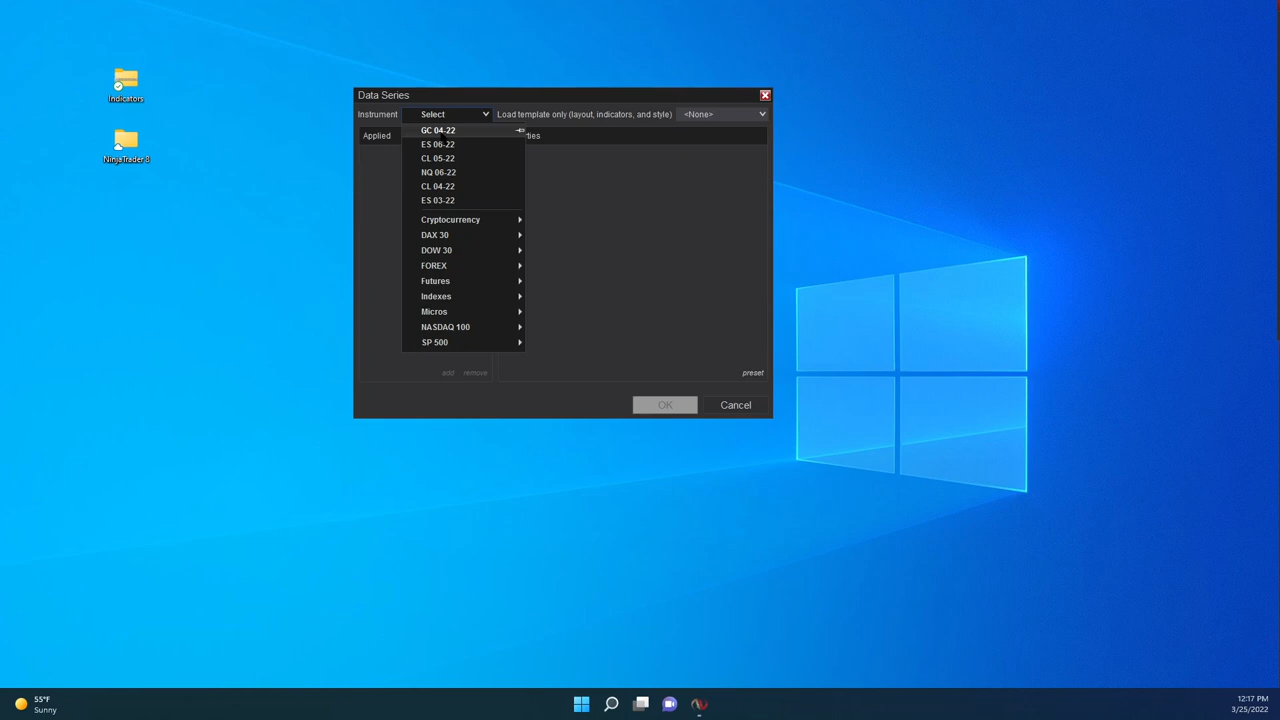 Indicators
NinjaTrader 8
Data Series
Instrument Select Load template only (layout, indicators, and style) <None>
Applied
GC 04-22
ties
ES 06-22
CL 05-22
NQ 06-22
CL 04-22
ES 03-22
Cryptocurrency
DAX 30
DOW 30
FOREX
Futures
Indexes
Micros
NASDAQ 100
SP 500
add remove
preset
OK Cancel
55°F
Sunny
12:17 PM
3/25/2022